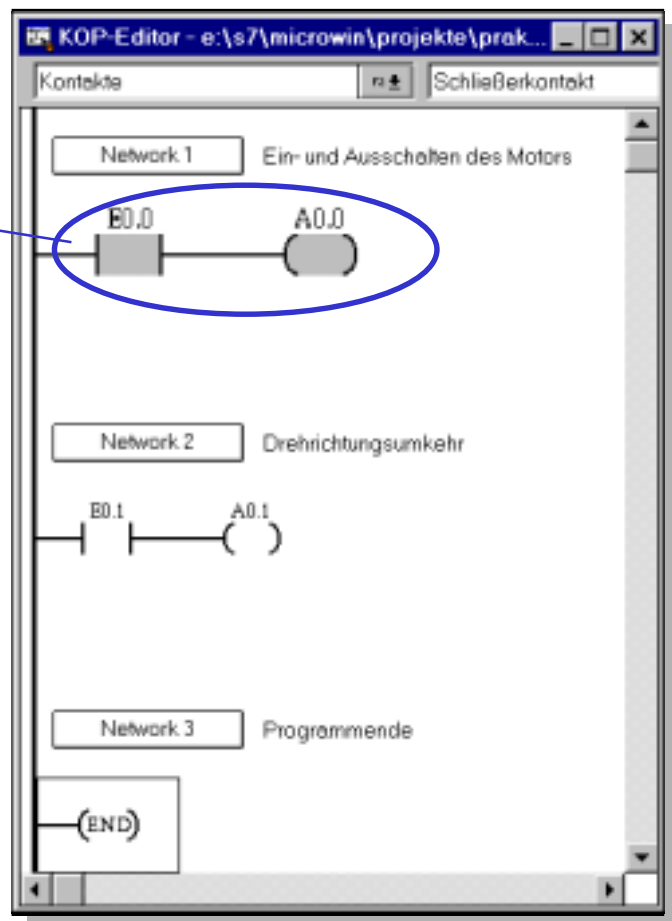 KOP-Editor - e:\s7\microwin\projekte\prak...
Kontakte F2 Schließerkontakt
Network 1 Ein- und Ausschalten des Motors
E0.0 A0.0
Network 2 Drehrichtungsumkehr
E0.1 A0.1
Network 3 Programmende
(END)